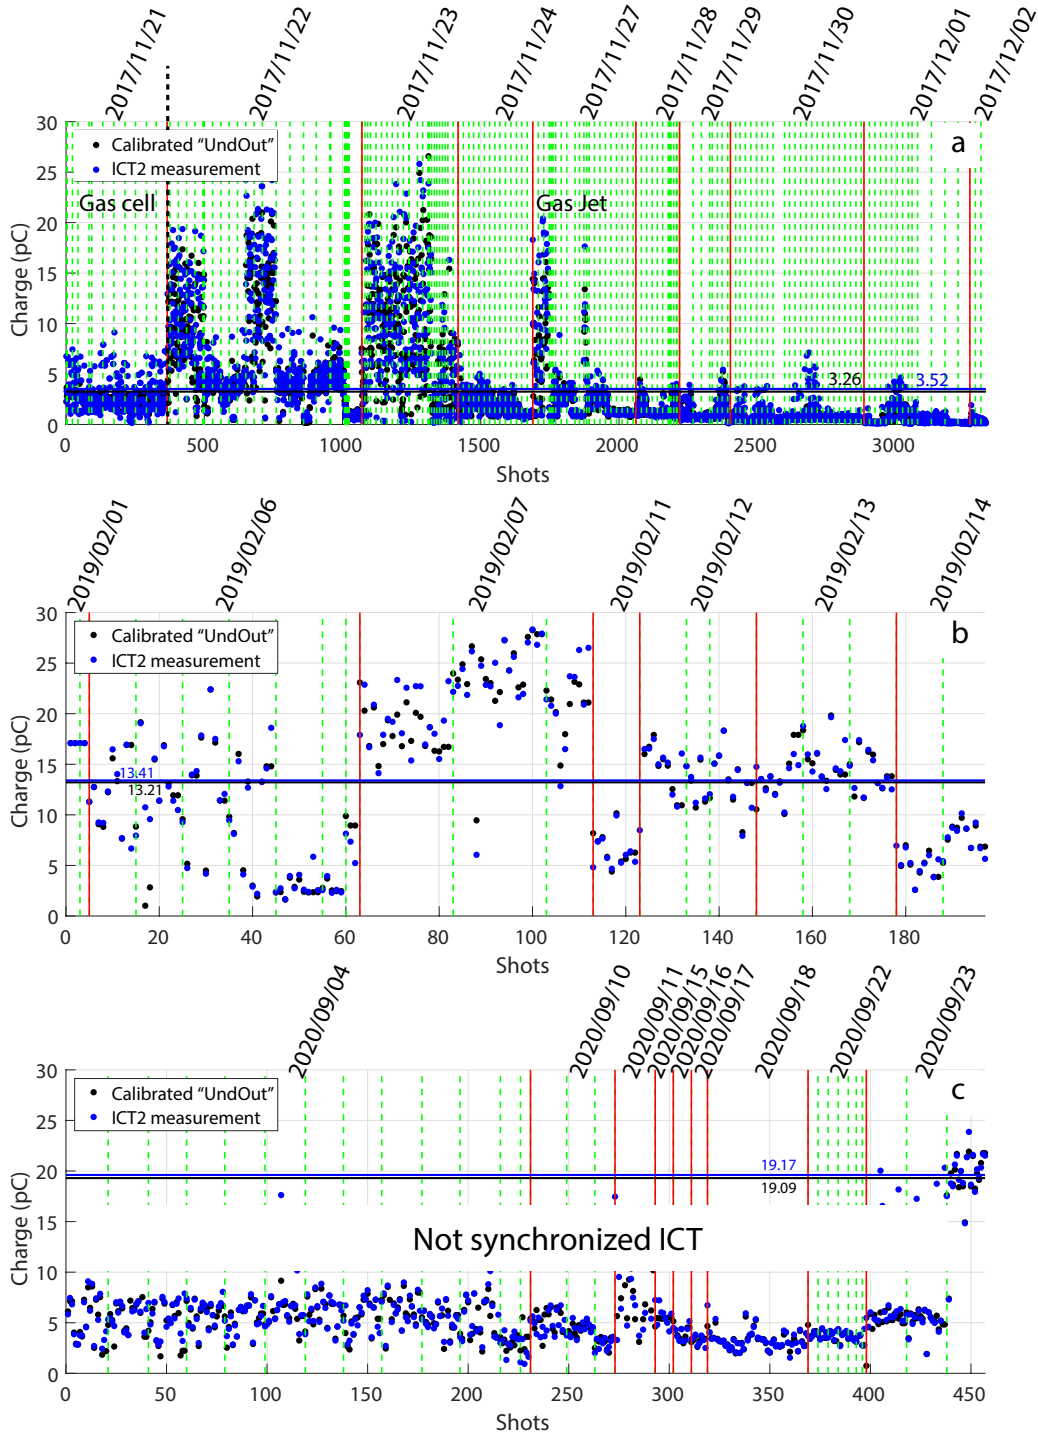 2017/11/21
2017/11/22
2017/11/23
2017/11/24
2017/11/27
2017/11/28
2017/11/29
2017/11/30
2017/12/01
2017/12/02
30
25
20
15
10
5
0
Charge (pC)
Calibrated “UndOut”
ICT2 measurement
a
Gas cell
Gas Jet
3.26
3.52
0 500 1000 1500 2000 2500 3000
Shots
2019/02/01
2019/02/06
2019/02/07
2019/02/11
2019/02/12
2019/02/13
2019/02/14
30
25
20
15
10
5
0
Charge (pC)
Calibrated “UndOut”
ICT2 measurement
b
13.41
13.21
0 20 40 60 80 100 120 140 160 180
Shots
2020/09/04
2020/09/10
2020/09/11
2020/09/15
2020/09/16
2020/09/17
2020/09/18
2020/09/22
2020/09/23
30
25
20
15
10
5
0
Charge (pC)
Calibrated “UndOut”
ICT2 measurement
c
19.17
19.09
Not synchronized ICT
0 50 100 150 200 250 300 350 400 450
Shots